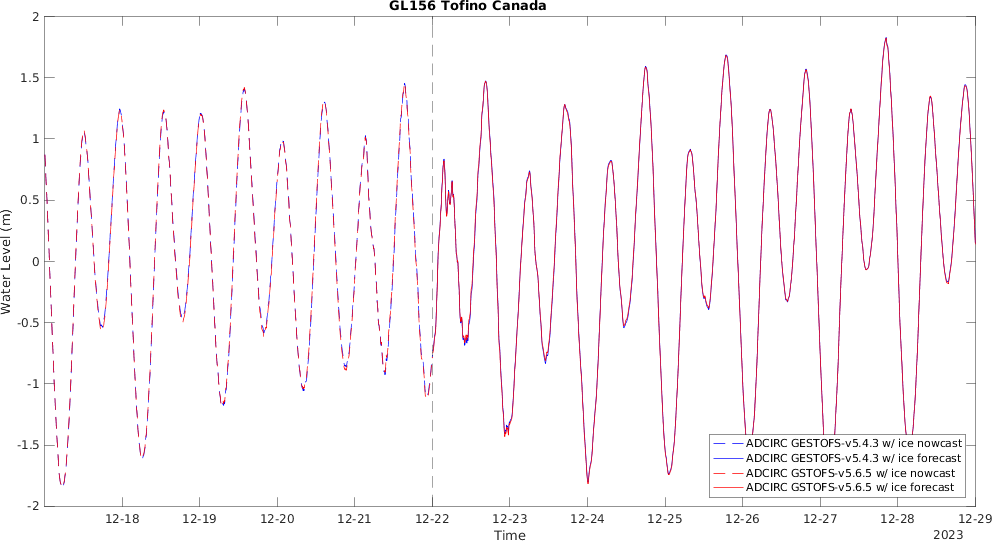 GL156 Tofino Canada
2
1.5
1
0.5
0
-0.5
-1
-1.5
-2
Water Level (m)
ADCIRC GESTOFS-v5.4.3 w/ ice nowcast
ADCIRC GESTOFS-v5.4.3 w/ ice forecast
ADCIRC GSTOFS-v5.6.5 w/ ice nowcast
ADCIRC GSTOFS-v5.6.5 w/ ice forecast
12-18 12-19 12-20 12-21 12-22 12-23 12-24 12-25 12-26 12-27 12-28 12-29
Time
2023